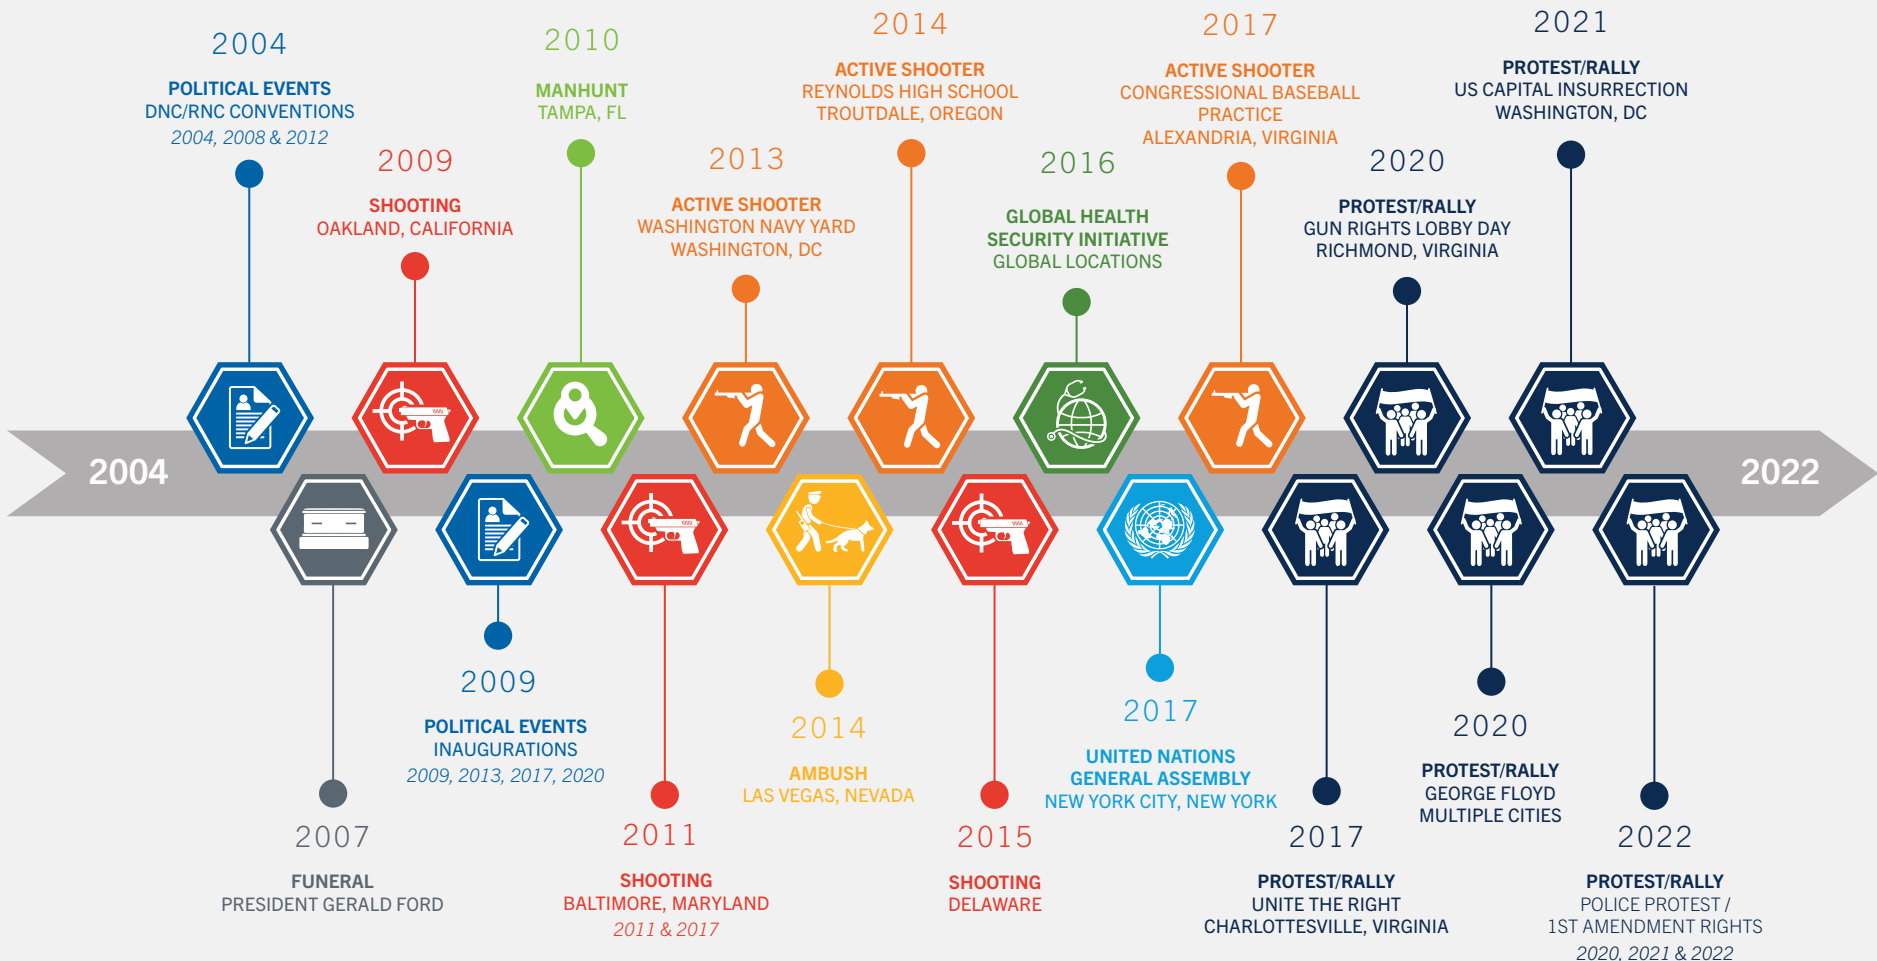 2004
POLITICAL EVENTS
DNC/RNC CONVENTIONS
2004, 2008 & 2012
2009
SHOOTING
OAKLAND, CALIFORNIA
2010
MANHUNT
TAMPA, FL
2013
ACTIVE SHOOTER
WASHINGTON NAVY YARD
WASHINGTON, DC
2014
ACTIVE SHOOTER
REYNOLDS HIGH SCHOOL
TROUTDALE, OREGON
2016
GLOBAL HEALTH
SECURITY INITIATIVE
GLOBAL LOCATIONS
2017
ACTIVE SHOOTER
CONGRESSIONAL BASEBALL
PRACTICE
ALEXANDRIA, VIRGINIA
2020
PROTEST/RALLY
GUN RIGHTS LOBBY DAY
RICHMOND, VIRGINIA
2021
PROTEST/RALLY
US CAPITAL INSURRECTION
WASHINGTON, DC
2004
2022
2007
FUNERAL
PRESIDENT GERALD FORD
2009
POLITICAL EVENTS
INAUGURATIONS
2009, 2013, 2017, 2020
2011
SHOOTING
BALTIMORE, MARYLAND
2011 & 2017
2014
AMBUSH
LAS VEGAS, NEVADA
2015
SHOOTING
DELAWARE
2017
UNITED NATIONS
GENERAL ASSEMBLY
NEW YORK CITY, NEW YORK
2017
PROTEST/RALLY
UNITE THE RIGHT
CHARLOTTESVILLE, VIRGINIA
2020
PROTEST/RALLY
GEORGE FLOYD
MULTIPLE CITIES
2022
PROTEST/RALLY
POLICE PROTEST /
1ST AMENDMENT RIGHTS
2020, 2021 & 2022